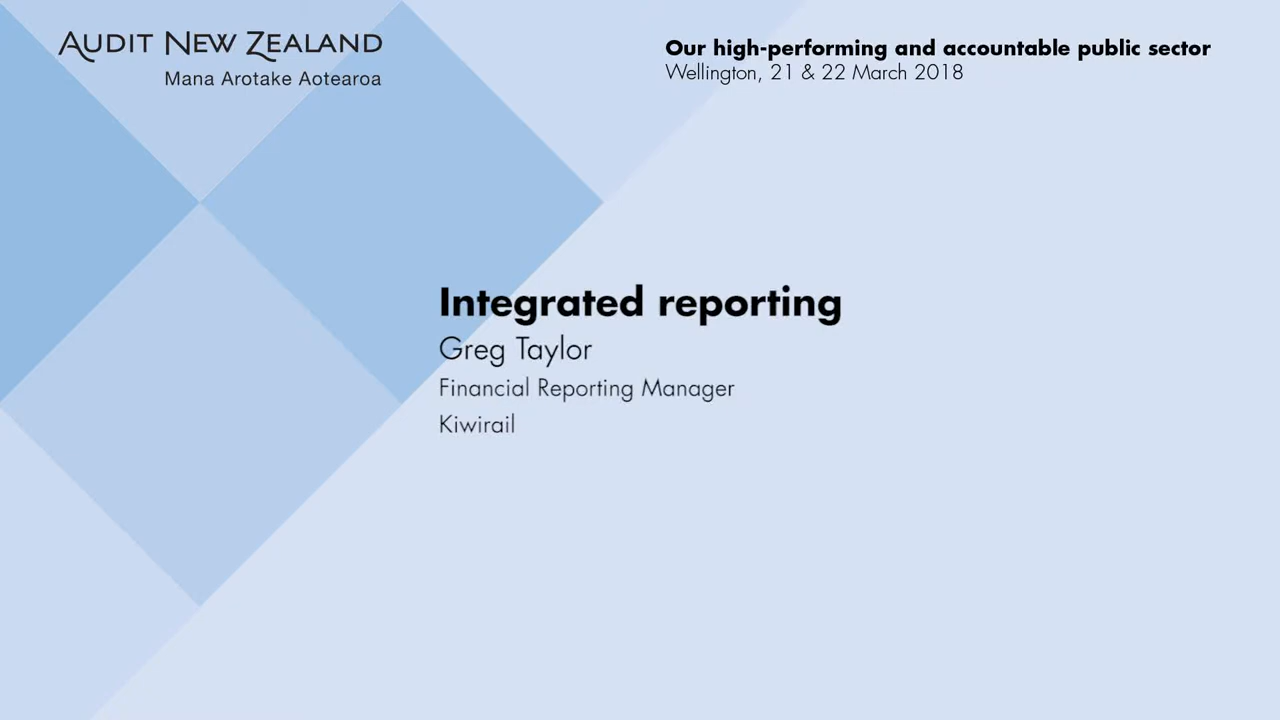 AUDIT NEW ZEALAND
Mana Arotake Aotearoa
Our high-performing and accountable public sector
Wellington, 21 & 22 March 2018
Integrated reporting
Greg Taylor
Financial Reporting Manager
Kiwirail